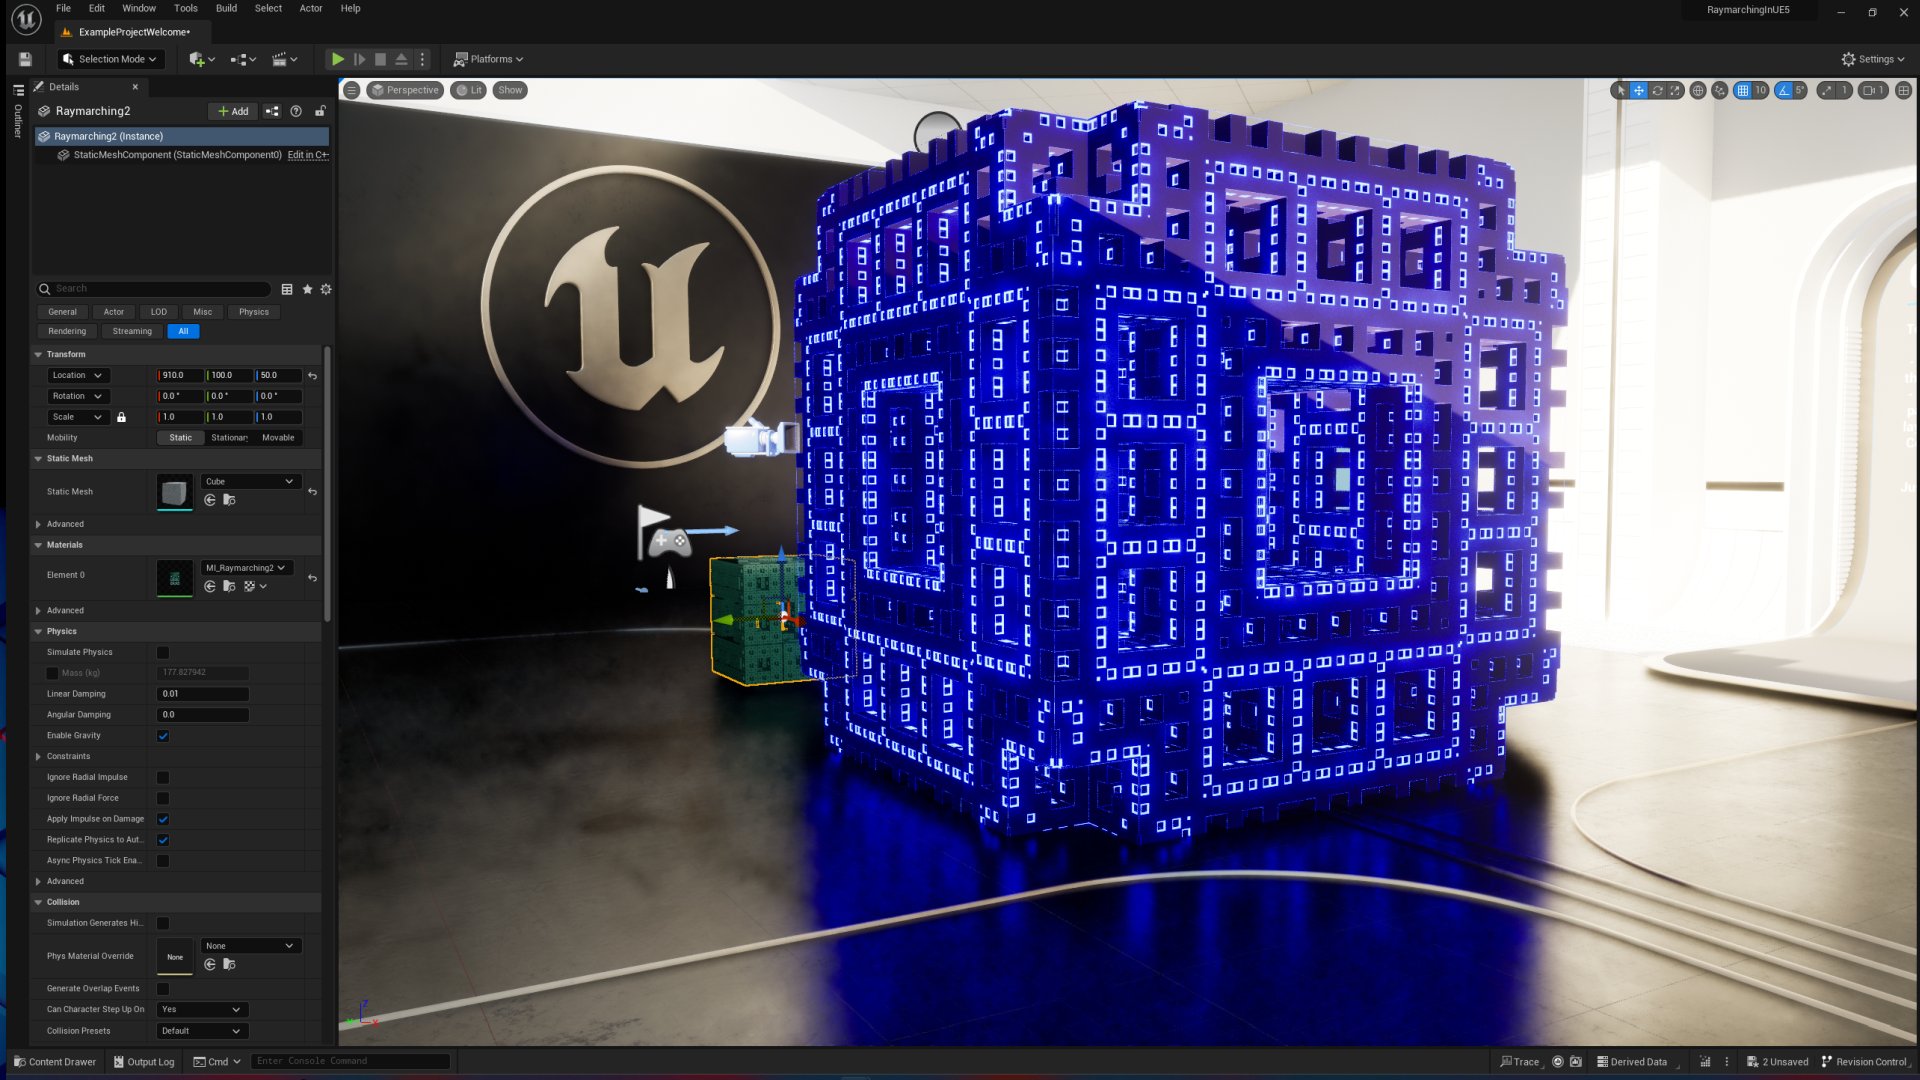 File Edit Window Tools Build Select Actor Help
RaymarchingInUE5
ExampleProjectWelcome•
Selection Mode
Platforms
Settings
Details
Outliner
Raymarching2
Add
Raymarching2 (Instance)
StaticMeshComponent (StaticMeshComponent0) Edit in C+
Perspective Lit Show
10 5° 1 1
Search
General Actor LOD Misc Physics
Rendering Streaming All
Transform
Location 910.0 100.0 50.0
Rotation 0.0 ° 0.0 ° 0.0 °
Scale 1.0 1.0 1.0
Mobility Static Stationary Movable
Static Mesh
Static Mesh Cube
Advanced
Materials
Element 0 MI_Raymarching2
Advanced
Physics
Simulate Physics
Mass (kg) 177.827942
Linear Damping 0.01
Angular Damping 0.0
Enable Gravity
Constraints
Ignore Radial Impulse
Ignore Radial Force
Apply Impulse on Damage
Replicate Physics to Aut...
Async Physics Tick Ena...
Advanced
Collision
Simulation Generates Hi...
Phys Material Override None None
Generate Overlap Events
Can Character Step Up On Yes
Collision Presets Default
Content Drawer Output Log Cmd Enter Console Command
Trace Derived Data 2 Unsaved Revision Control